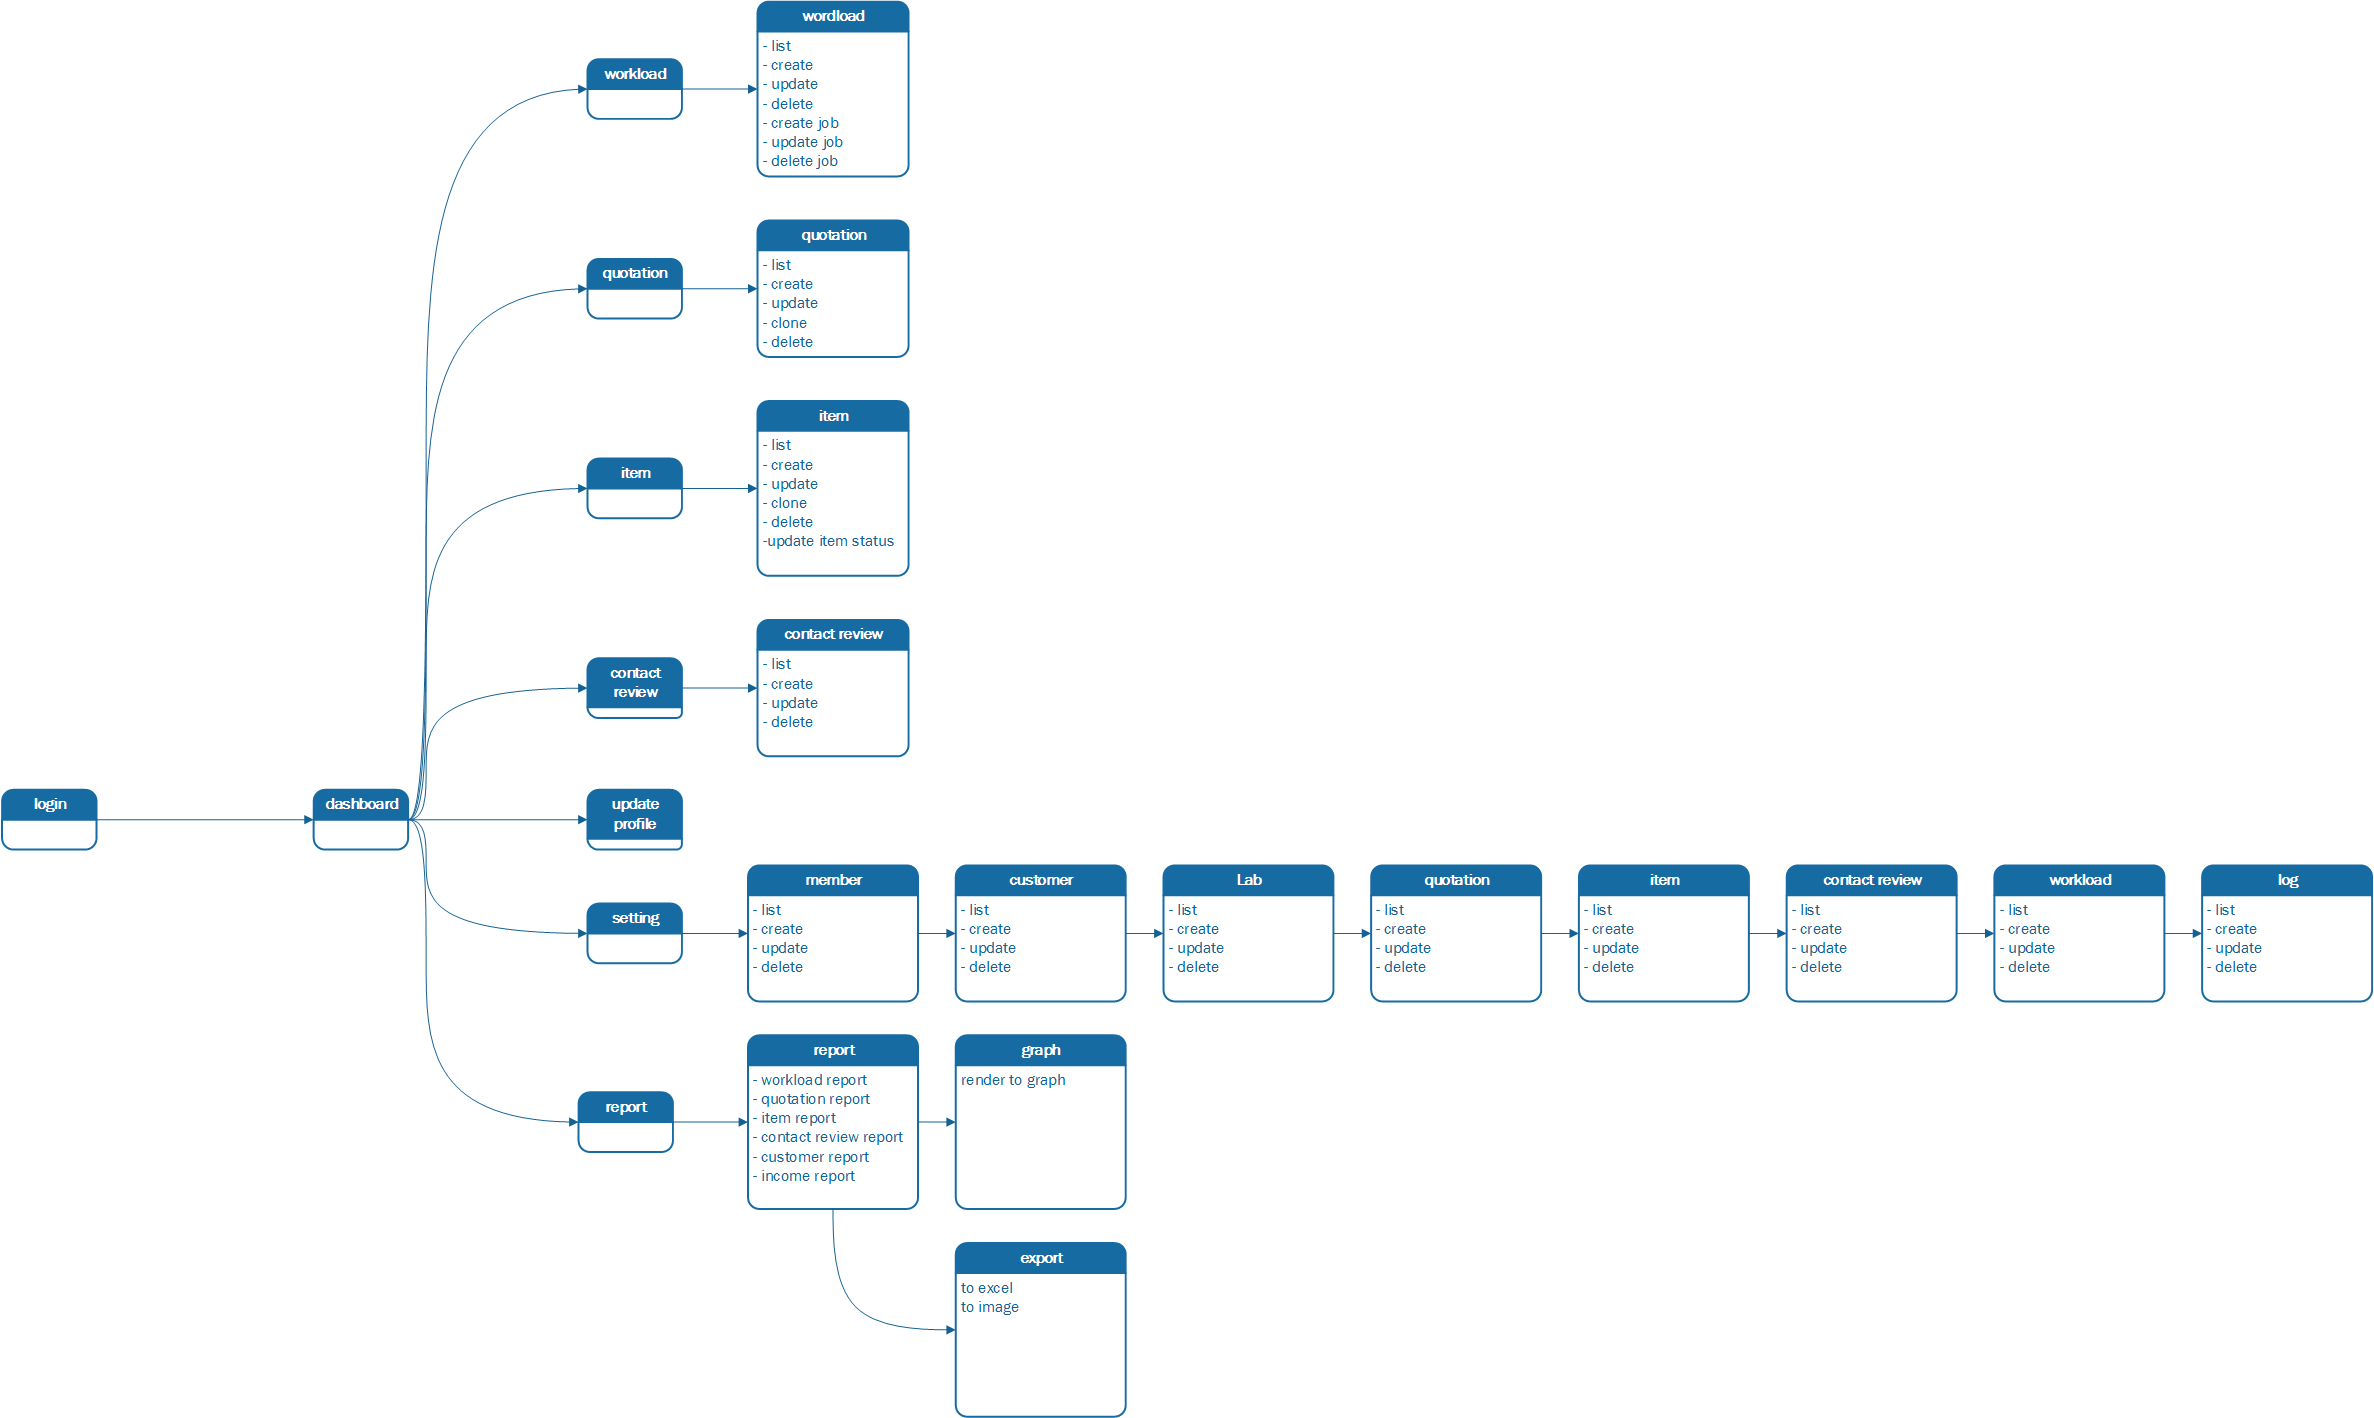 wordload
- list
- create
- update
- delete
- create job
- update job
- delete job
workload
quotation
- list
- create
- update
- clone
- delete
quotation
item
- list
- create
- update
- clone
- delete
-update item status
item
contact review
- list
- create
- update
- delete
contact
review
login
dashboard
update
profile
setting
member
- list
- create
- update
- delete
customer
- list
- create
- update
- delete
Lab
- list
- create
- update
- delete
quotation
- list
- create
- update
- delete
item
- list
- create
- update
- delete
contact review
- list
- create
- update
- delete
workload
- list
- create
- update
- delete
log
- list
- create
- update
- delete
report
report
- workload report
- quotation report
- item report
- contact review report
- customer report
- income report
graph
render to graph
export
to excel
to image